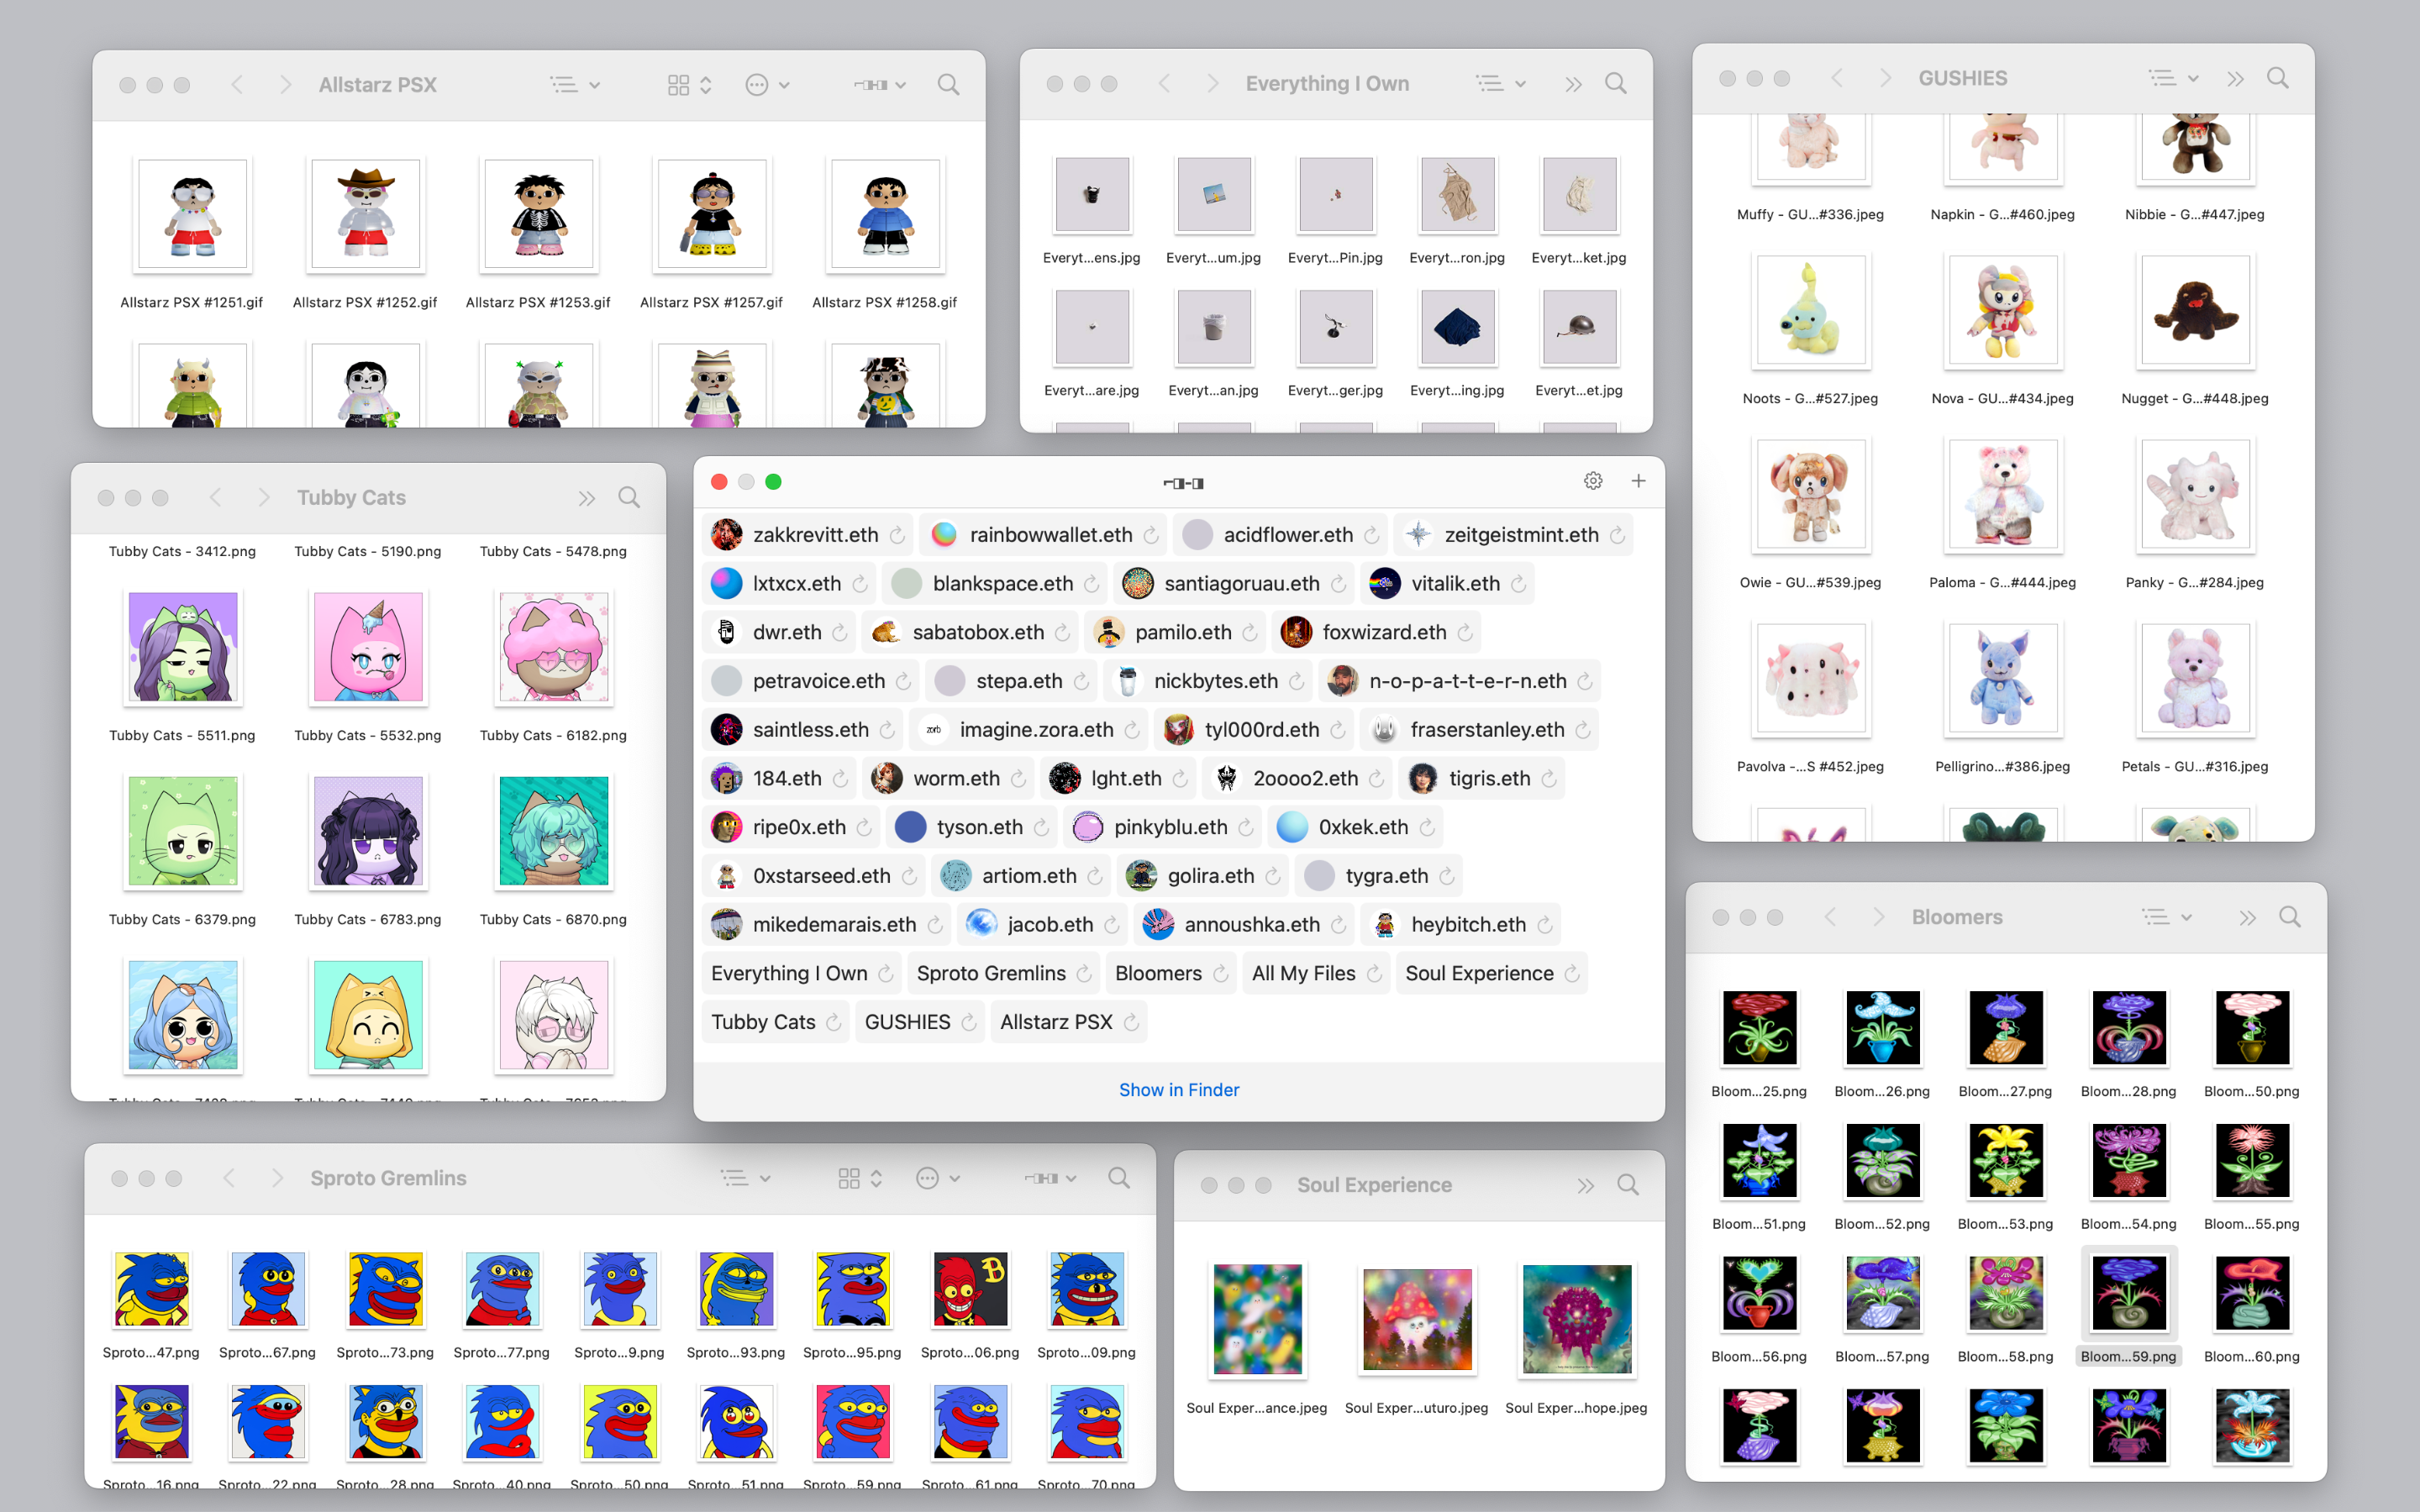 Allstarz PSX
Allstarz PSX #1251.gif
Allstarz PSX #1252.gif
Allstarz PSX #1253.gif
Allstarz PSX #1257.gif
Allstarz PSX #1258.gif
Everything I Own
Everyt...ens.jpg
Everyt...um.jpg
Everyt...Pin.jpg
Everyt...ron.jpg
Everyt...ket.jpg
Everyt...are.jpg
Everyt...an.jpg
Everyt...ger.jpg
Everyt...ing.jpg
Everyt...et.jpg
GUSHIES
Muffy - GU...#336.jpeg
Napkin - G...#460.jpeg
Nibbie - G...#447.jpeg
Noots - G...#527.jpeg
Nova - GU...#434.jpeg
Nugget - G...#448.jpeg
Owie - GU...#539.jpeg
Paloma - G...#444.jpeg
Panky - G...#284.jpeg
Pavolva -...S #452.jpeg
Pelligrino...#386.jpeg
Petals - GU...#316.jpeg
Tubby Cats
Tubby Cats - 3412.png
Tubby Cats - 5190.png
Tubby Cats - 5478.png
Tubby Cats - 5511.png
Tubby Cats - 5532.png
Tubby Cats - 6182.png
Tubby Cats - 6379.png
Tubby Cats - 6783.png
Tubby Cats - 6870.png
zakkrevitt.eth
rainbowwallet.eth
acidflower.eth
zeitgeistmint.eth
lxtxcx.eth
blankspace.eth
santiagoruau.eth
vitalik.eth
dwr.eth
sabatobox.eth
pamilo.eth
foxwizard.eth
petravoice.eth
stepa.eth
nickbytes.eth
n-o-p-a-t-t-e-r-n.eth
saintless.eth
zorb
imagine.zora.eth
tyl000rd.eth
fraserstanley.eth
184.eth
worm.eth
lght.eth
2oooo2.eth
tigris.eth
ripe0x.eth
tyson.eth
pinkyblu.eth
0xkek.eth
0xstarseed.eth
artiom.eth
golira.eth
tygra.eth
mikedemarais.eth
jacob.eth
annoushka.eth
heybitch.eth
Everything I Own
Sproto Gremlins
Bloomers
All My Files
Soul Experience
Tubby Cats
GUSHIES
Allstarz PSX
Show in Finder
Bloomers
Bloom...25.png
Bloom...26.png
Bloom...27.png
Bloom...28.png
Bloom...50.png
Bloom...51.png
Bloom...52.png
Bloom...53.png
Bloom...54.png
Bloom...55.png
Bloom...56.png
Bloom...57.png
Bloom...58.png
Bloom...59.png
Bloom...60.png
Sproto Gremlins
B
Sproto...47.png
Sproto...67.png
Sproto...73.png
Sproto...77.png
Sproto...9.png
Sproto...93.png
Sproto...95.png
Sproto...06.png
Sproto...09.png
Sproto...16.png
Sproto...22.png
Sproto...28.png
Sproto...40.png
Sproto...50.png
Sproto...51.png
Sproto...59.png
Sproto...61.png
Sproto...70.png
Soul Experience
Soul Exper...ance.jpeg
Soul Exper...uturo.jpeg
Soul Exper...hope.jpeg